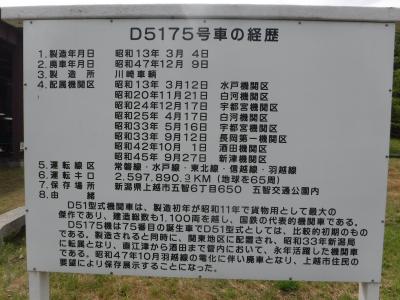 D5175号車の経歴
1.製造年月日 昭和13年 3月 4日
2.廃車年月日 昭和47年12月 9日
3.製造所 川崎車輌
4.配属機関区 昭和13年 3月12日 水戸機関区
昭和20年11月21日 白河機関区
昭和24年12月17日 宇都宮機関区
昭和25年 4月17日 白河機関区
昭和33年 5月16日 宇都宮機関区
昭和33年 9月12日 長岡第一機関区
昭和42年10月 1日 酒田機関区
昭和45年 9月27日 新津機関区
5.運転線区 常磐線・水戸線・東北線・信越線・羽越線
6.運転キロ 2,597,890.3KM(地球を65周)
7.保存場所 新潟県上越市五智6丁目650 五智交通公園内
8.由緒
D51型式機関車は、製造初年が昭和11年で貨物用として最大の
傑作であり、建造総数も1,100両を越し、国鉄の代表的機関車である。
D5175機は75番目の誕生車でD51型式としては、比較的初期のもの
である。製造されると同時に、関東地区に配置され、昭和33年新潟局
に転属となり、直江津から酒田まで管内において、永年活躍した機関車
である。昭和47年10月羽越線の電化に伴い廃車となり、上越市住民の
要望により保存展示することになった。